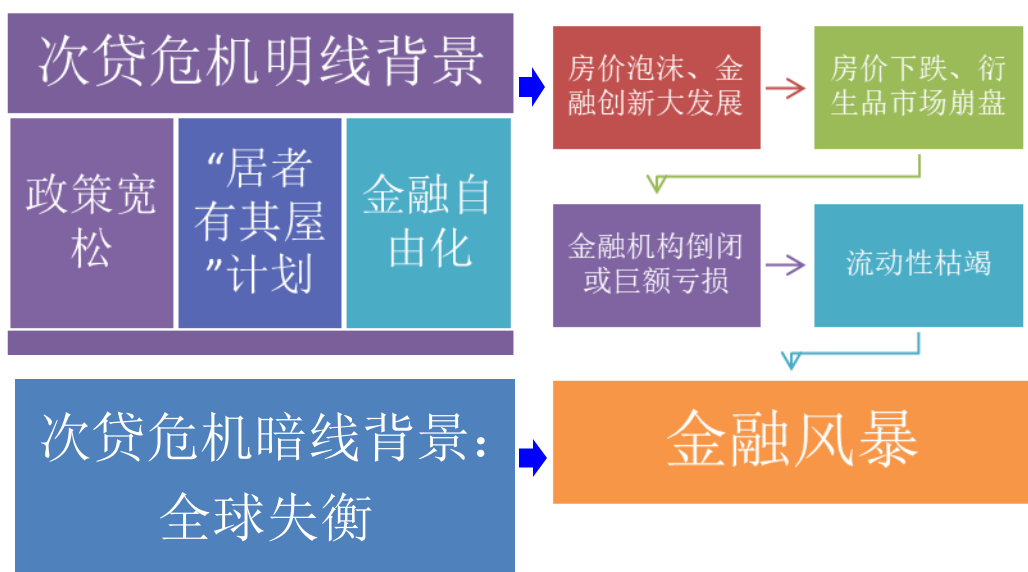 次贷危机明线背景
政策宽
松
“居者
有其屋
”计划
金融自
由化
房价泡沫、金
融创新大发展
房价下跌、衍
生品市场崩盘
金融机构倒闭
或巨额亏损
流动性枯竭
次贷危机暗线背景：
全球失衡
金融风暴